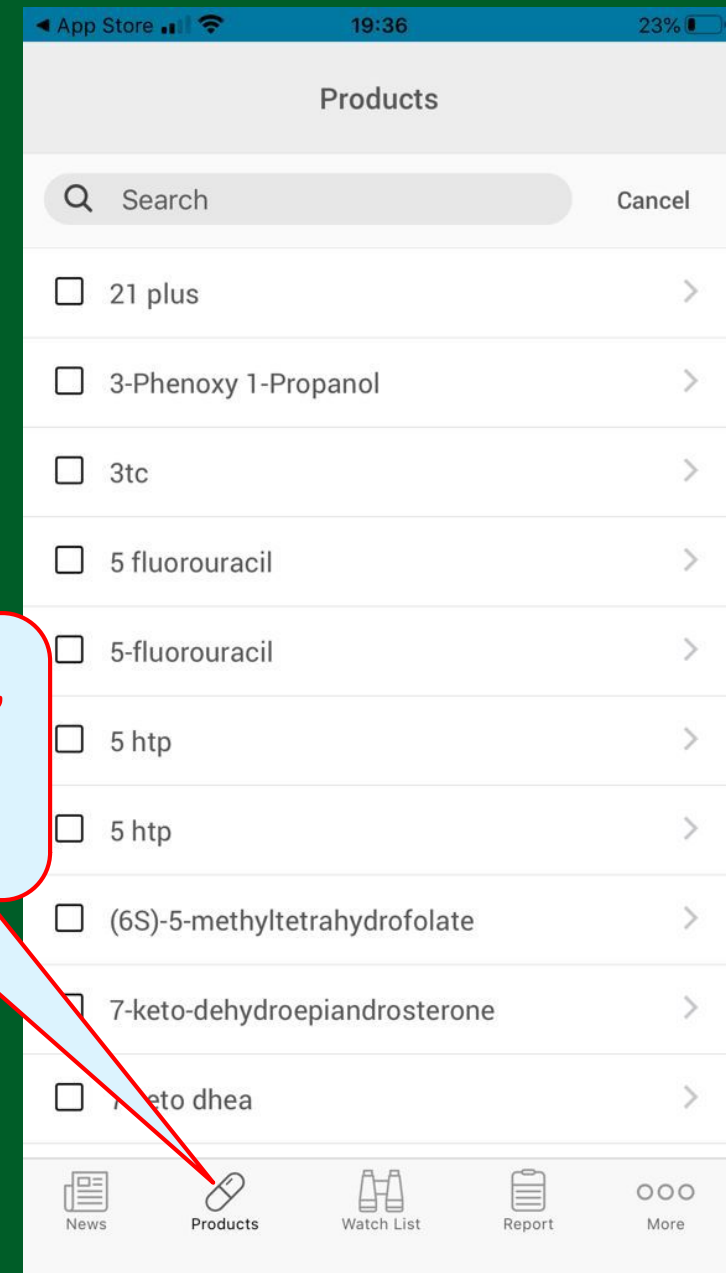 App Store 19:36 23%
Products
Search Cancel
21 plus
3-Phenoxy 1-Propanol
3tc
5 fluorouracil
5-fluorouracil
5 htp
5 htp
(6S)-5-methyltetrahydrofolate
7-keto-dehydroepiandrosterone
dhea
News Products Watch List Report More